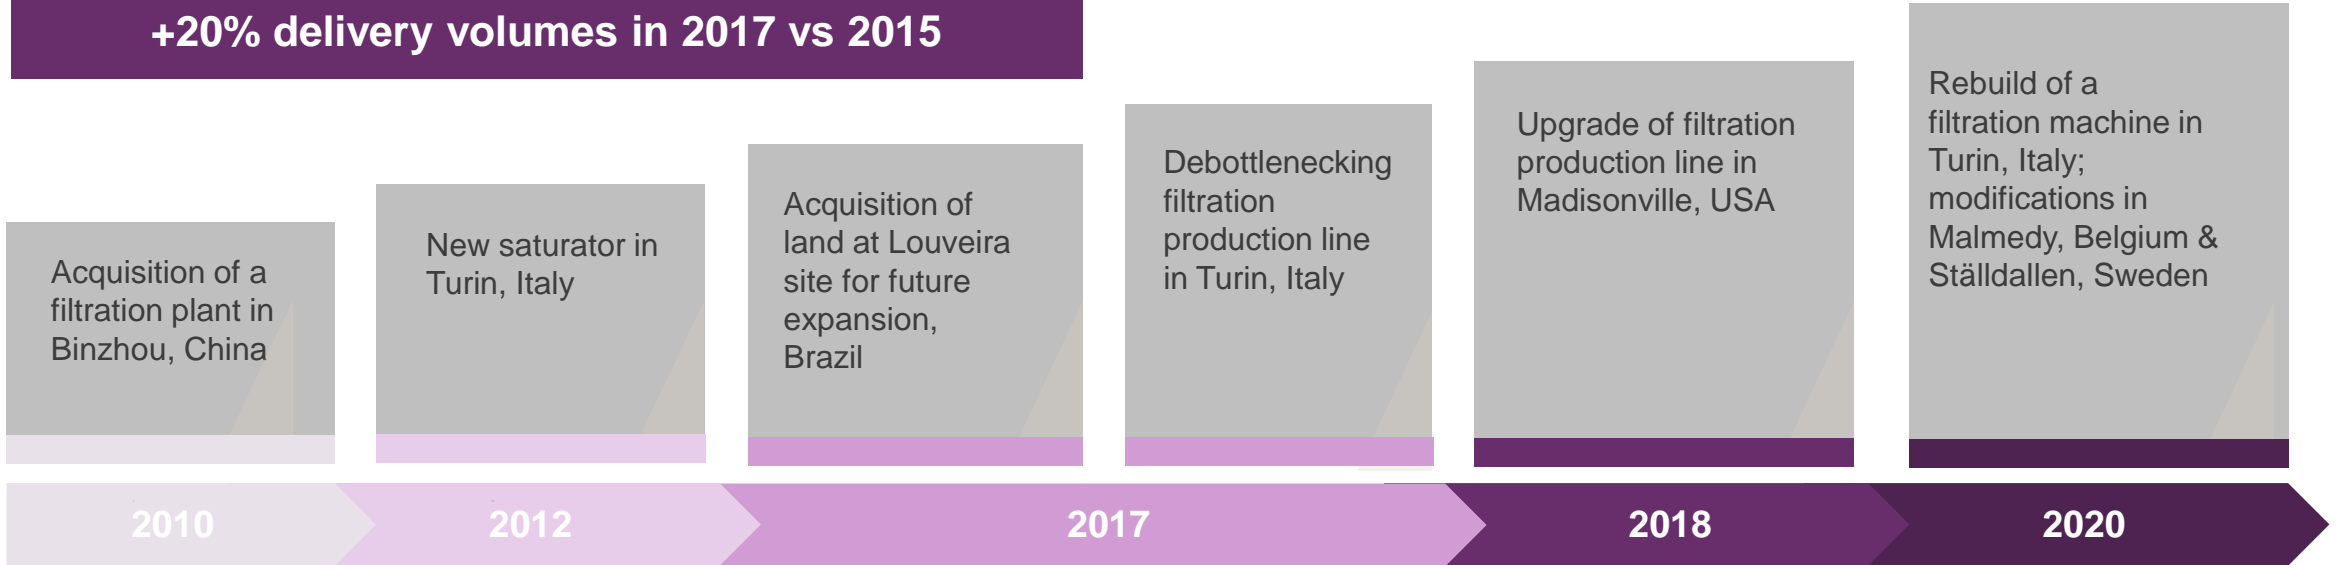 +20% delivery volumes in 2017 vs 2015
Acquisition of a
filtration plant in
Binzhou, China
New saturator in
Turin, Italy
Acquisition of
land at Louveira
site for future
expansion,
Brazil
Debottlenecking
filtration
production line
in Turin, Italy
Upgrade of filtration
production line in
Madisonville, USA
Rebuild of a
filtration machine in
Turin, Italy;
modifications in
Malmedy, Belgium &
Ställdallen, Sweden
2010
2012
2017
2018
2020